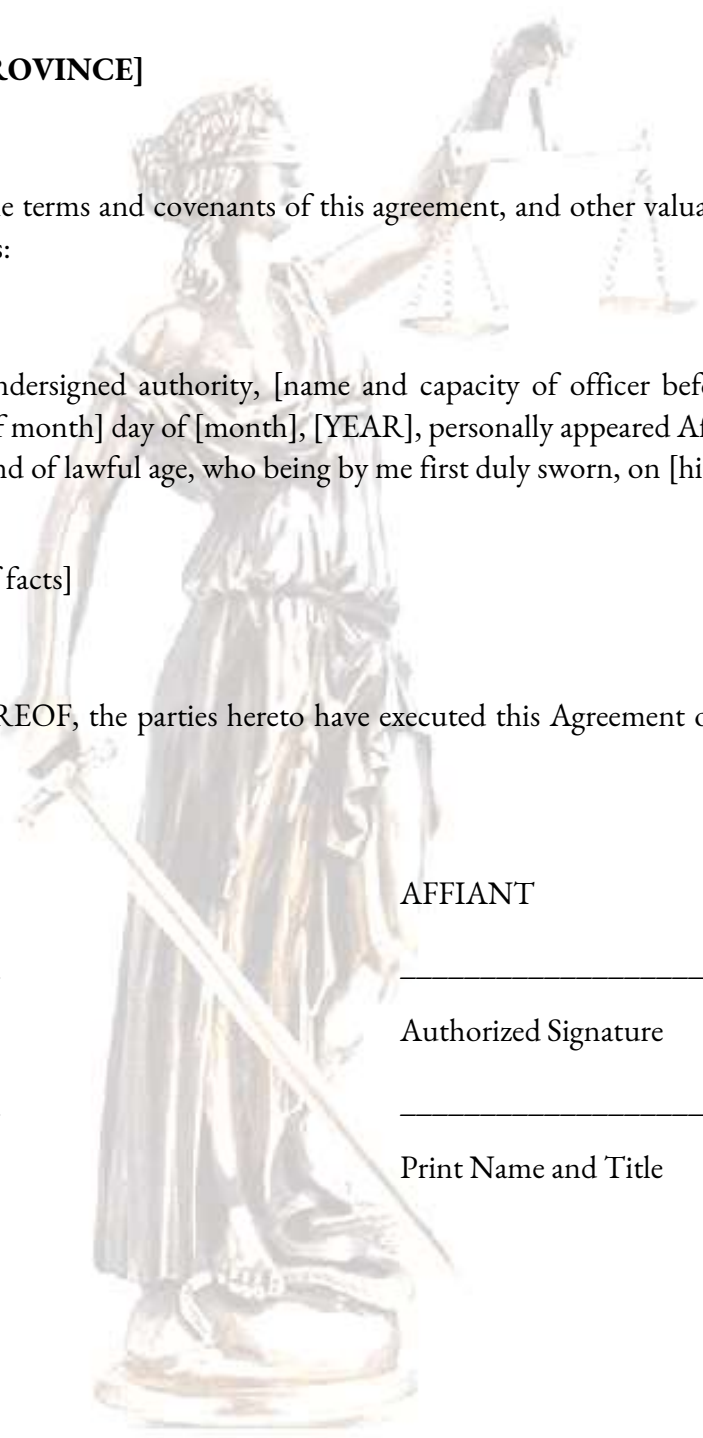 ROVINCE]
e terms and covenants of this agreement, and other valua
s:
ndersigned authority, [name and capacity of officer befo
f month] day of [month], [YEAR], personally appeared Af
nd of lawful age, who being by me first duly sworn, on [hi
f facts]
REOF, the parties hereto have executed this Agreement o
AFFIANT
Authorized Signature
Print Name and Title